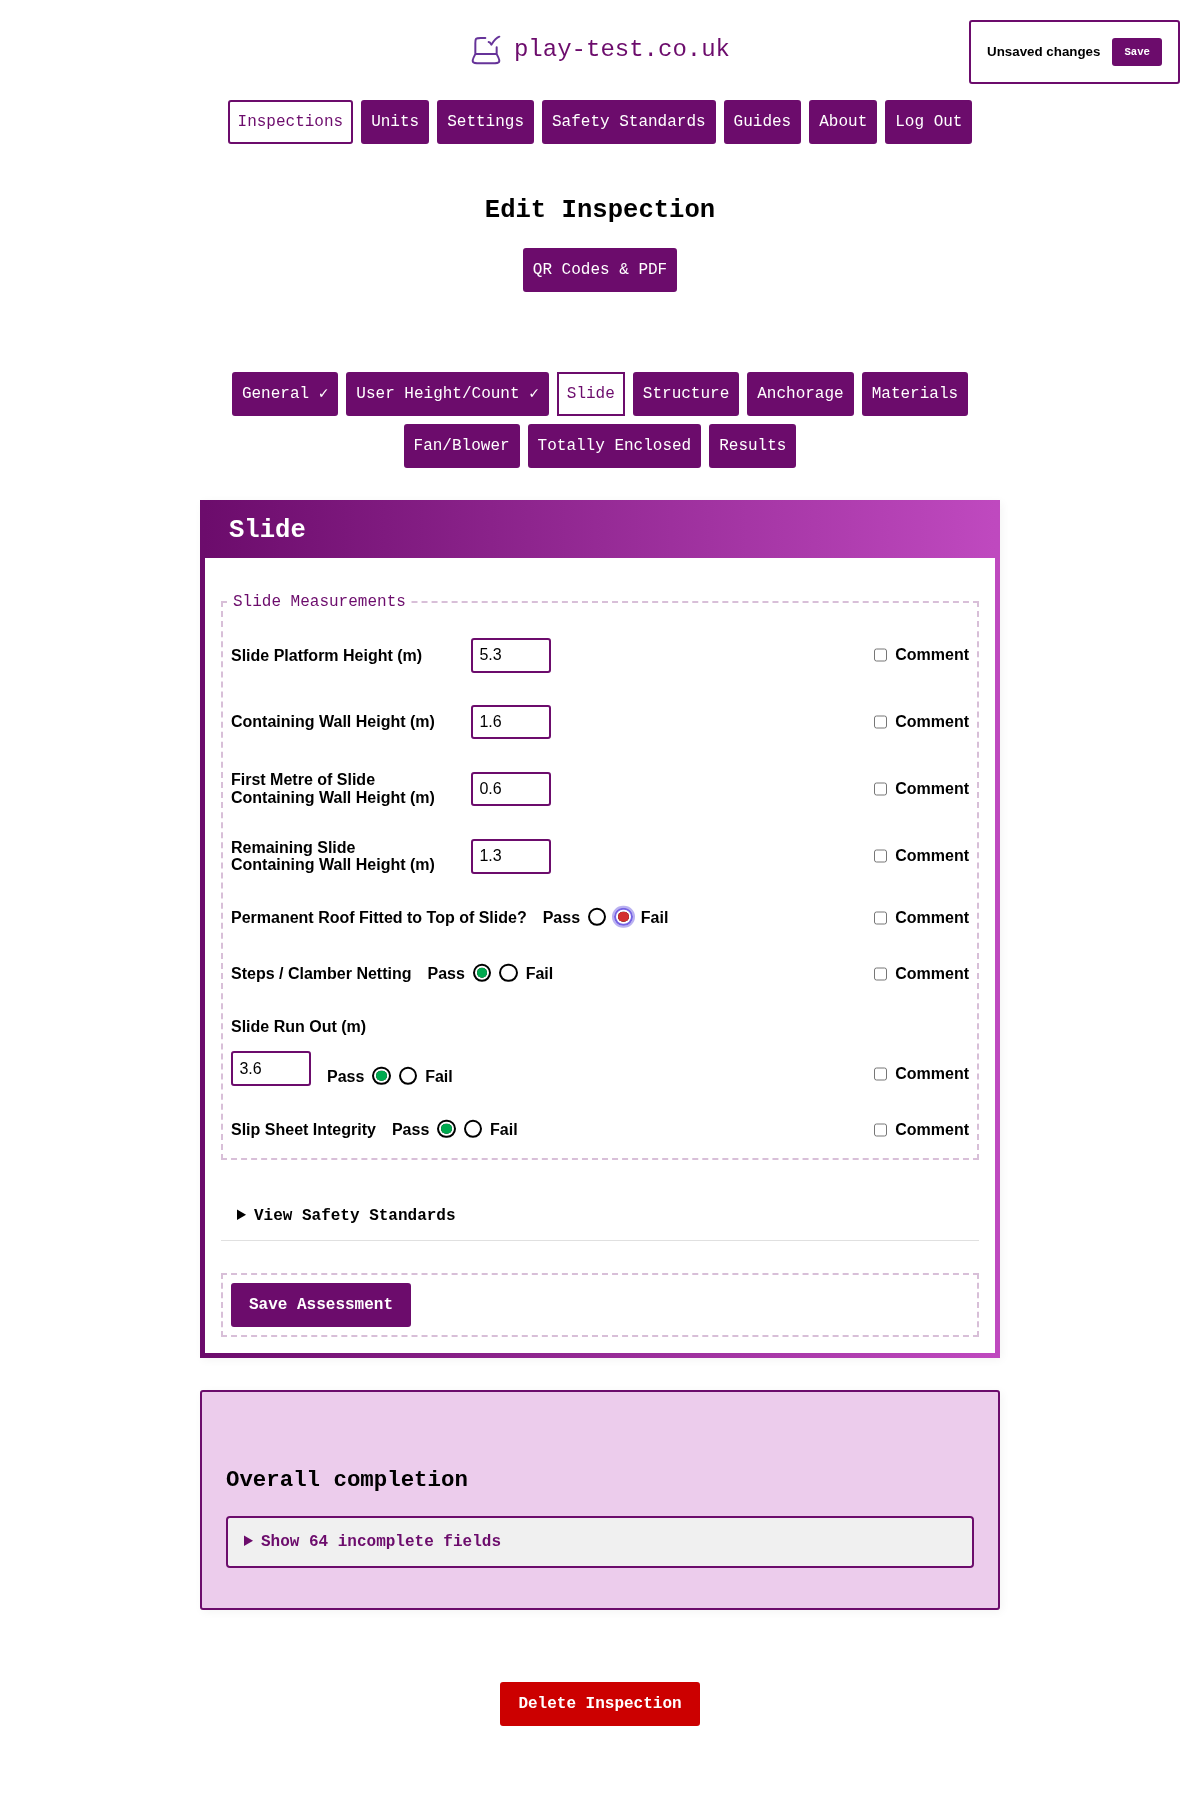 play-test.co.uk
Unsaved changes Save
Inspections Units Settings Safety Standards Guides About Log Out
Edit Inspection
QR Codes & PDF
General ✓ User Height/Count ✓ Slide Structure Anchorage Materials
Fan/Blower Totally Enclosed Results
Slide
Slide Measurements
Slide Platform Height (m) 5.3 Comment
Containing Wall Height (m) 1.6 Comment
First Metre of Slide
Containing Wall Height (m) 0.6 Comment
Remaining Slide
Containing Wall Height (m) 1.3 Comment
Permanent Roof Fitted to Top of Slide? Pass Fail Comment
Steps / Clamber Netting Pass Fail Comment
Slide Run Out (m)
3.6 Pass Fail Comment
Slip Sheet Integrity Pass Fail Comment
View Safety Standards
Save Assessment
Overall completion
Show 64 incomplete fields
Delete Inspection